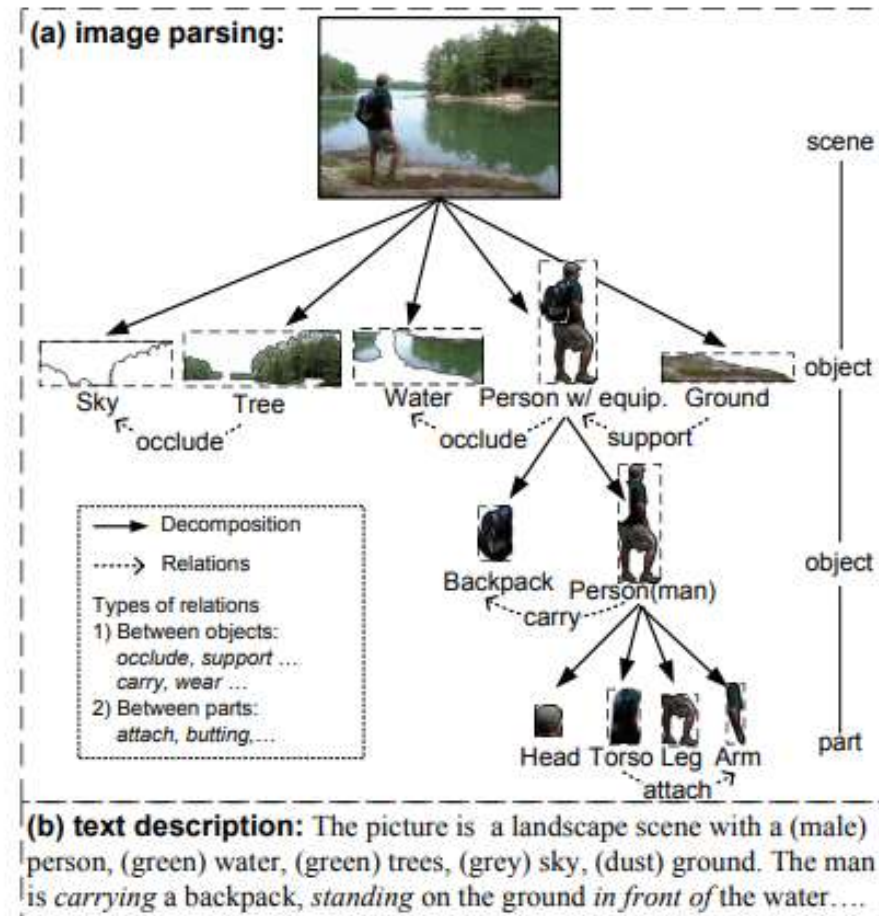 (a) image parsing:
scene
object
Sky
Tree
Water
Person w/ equip.
Ground
occlude
occlude
support
Decomposition
Relations
Types of relations
1) Between objects:
occlude, support ...
carry, wear ...
2) Between parts:
attach, butting,...
object
Backpack
Person(man)
carry
part
Head
Torso
Leg
Arm
attach
(b) text description: The picture is a landscape scene with a (male)
person, (green) water, (green) trees, (grey) sky, (dust) ground. The man
is carrying a backpack, standing on the ground in front of the water....